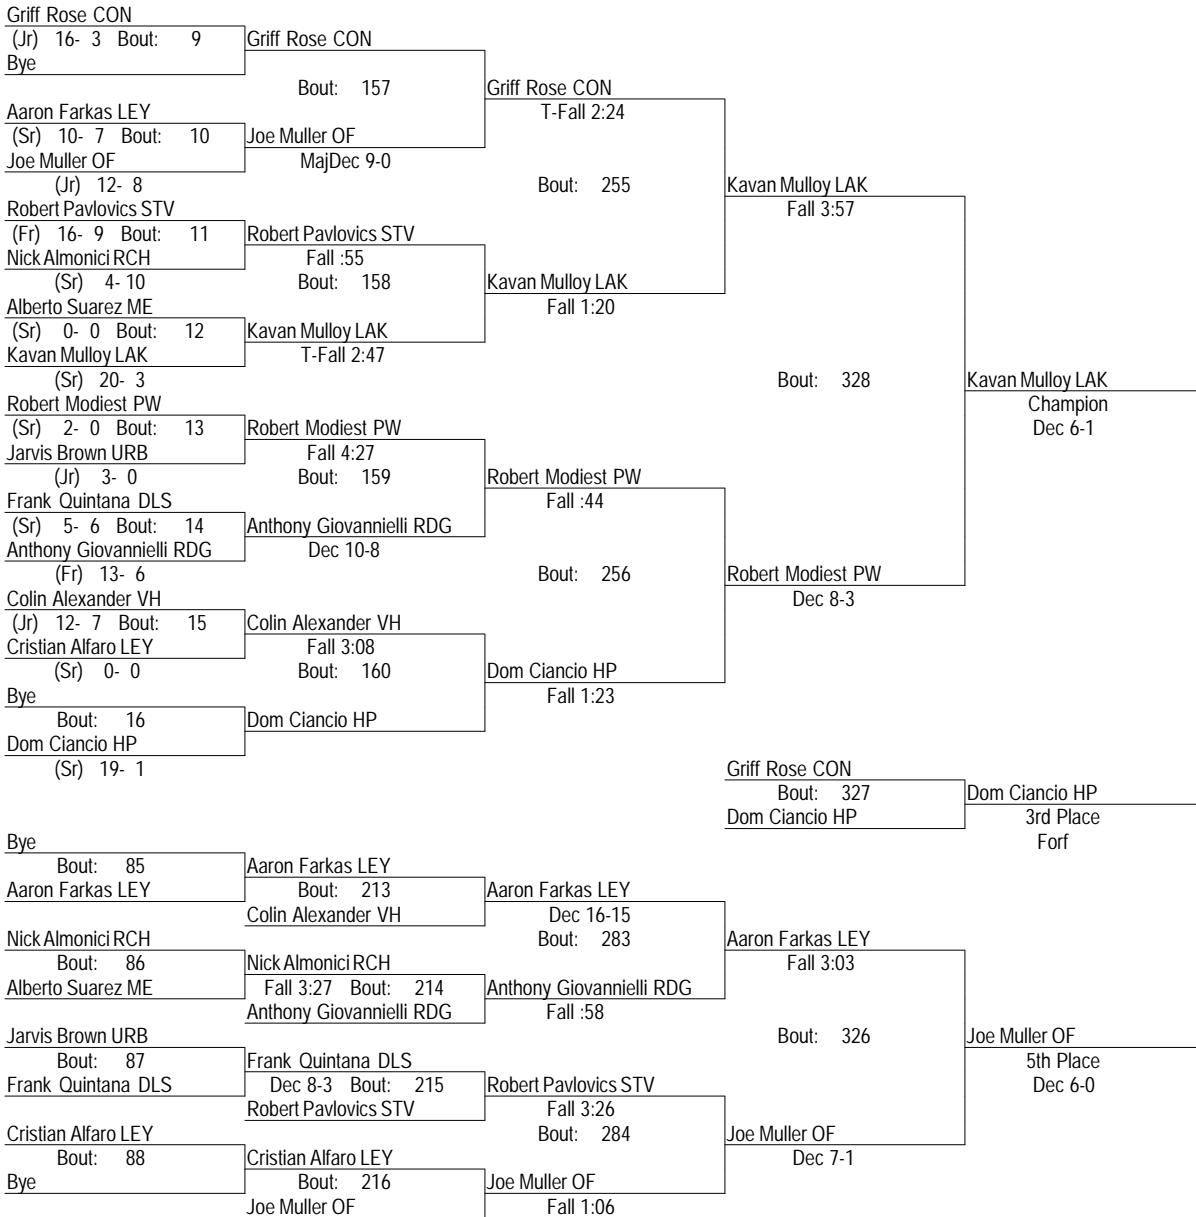 Griff Rose CON
(Jr) 16- 3 Bout: 9 Griff Rose CON
Bye
Bout: 157 Griff Rose CON
Aaron Farkas LEY T-Fall 2:24
(Sr) 10- 7 Bout: 10 Joe Muller OF
Joe Muller OF MajDec 9-0
(Jr) 12- 8 Bout: 255 Kavan Mulloy LAK
Robert Pavlovics STV Fall 3:57
(Fr) 16- 9 Bout: 11 Robert Pavlovics STV
Nick Almonici RCH Fall :55
(Sr) 4- 10 Bout: 158 Kavan Mulloy LAK
Alberto Suarez ME Fall 1:20
(Sr) 0- 0 Bout: 12 Kavan Mulloy LAK
Kavan Mulloy LAK T-Fall 2:47
(Sr) 20- 3 Bout: 328 Kavan Mulloy LAK
Robert Modiest PW Champion
(Sr) 2- 0 Bout: 13 Robert Modiest PW Dec 6-1
Jarvis Brown URB Fall 4:27
(Jr) 3- 0 Bout: 159 Robert Modiest PW
Frank Quintana DLS Fall :44
(Sr) 5- 6 Bout: 14 Anthony Giovannielli RDG
Anthony Giovannielli RDG Dec 10-8
(Fr) 13- 6 Bout: 256 Robert Modiest PW
Colin Alexander VH Dec 8-3
(Jr) 12- 7 Bout: 15 Colin Alexander VH
Cristian Alfaro LEY Fall 3:08
(Sr) 0- 0 Bout: 160 Dom Ciancio HP
Bye Fall 1:23
Bout: 16 Dom Ciancio HP
Dom Ciancio HP
(Sr) 19- 1 Griff Rose CON
Bout: 327 Dom Ciancio HP
Dom Ciancio HP 3rd Place
Bye Forf
Bout: 85 Aaron Farkas LEY
Aaron Farkas LEY Bout: 213 Aaron Farkas LEY
Colin Alexander VH Dec 16-15
Nick Almonici RCH Bout: 283 Aaron Farkas LEY
Bout: 86 Nick Almonici RCH Fall 3:03
Alberto Suarez ME Fall 3:27 Bout: 214 Anthony Giovannielli RDG
Anthony Giovannielli RDG Fall :58
Jarvis Brown URB Bout: 326 Joe Muller OF
Bout: 87 Frank Quintana DLS 5th Place
Frank Quintana DLS Dec 8-3 Bout: 215 Robert Pavlovics STV Dec 6-0
Robert Pavlovics STV Fall 3:26
Cristian Alfaro LEY Bout: 284 Joe Muller OF
Bout: 88 Cristian Alfaro LEY Dec 7-1
Bye Bout: 216 Joe Muller OF
Joe Muller OF Fall 1:06